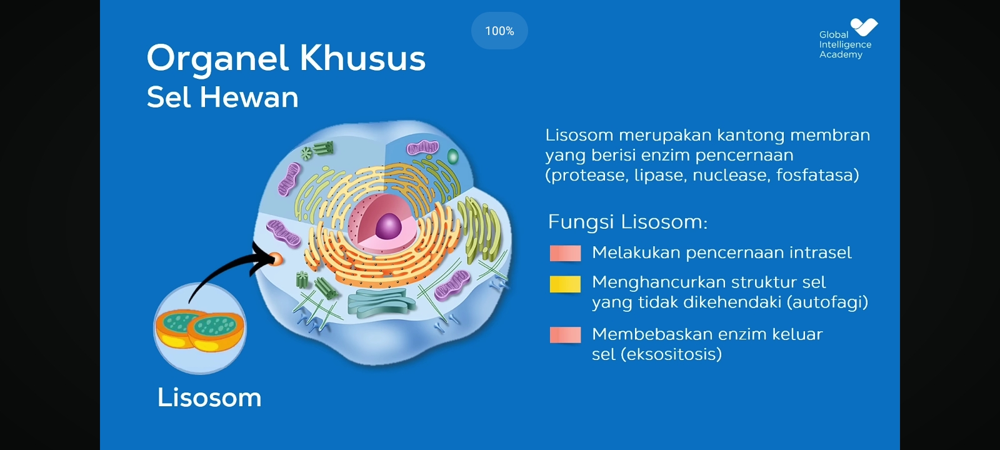 100%
Global
Intelligence
Academy
Organel Khusus
Sel Hewan
Lisosom merupakan kantong membran
yang berisi enzim pencernaan
(protease, lipase, nuclease, fosfatasa)
Fungsi Lisosom:
Melakukan pencernaan intrasel
Menghancurkan struktur sel
yang tidak dikehendaki (autofagi)
Membebaskan enzim keluar
sel (eksositosis)
Lisosom